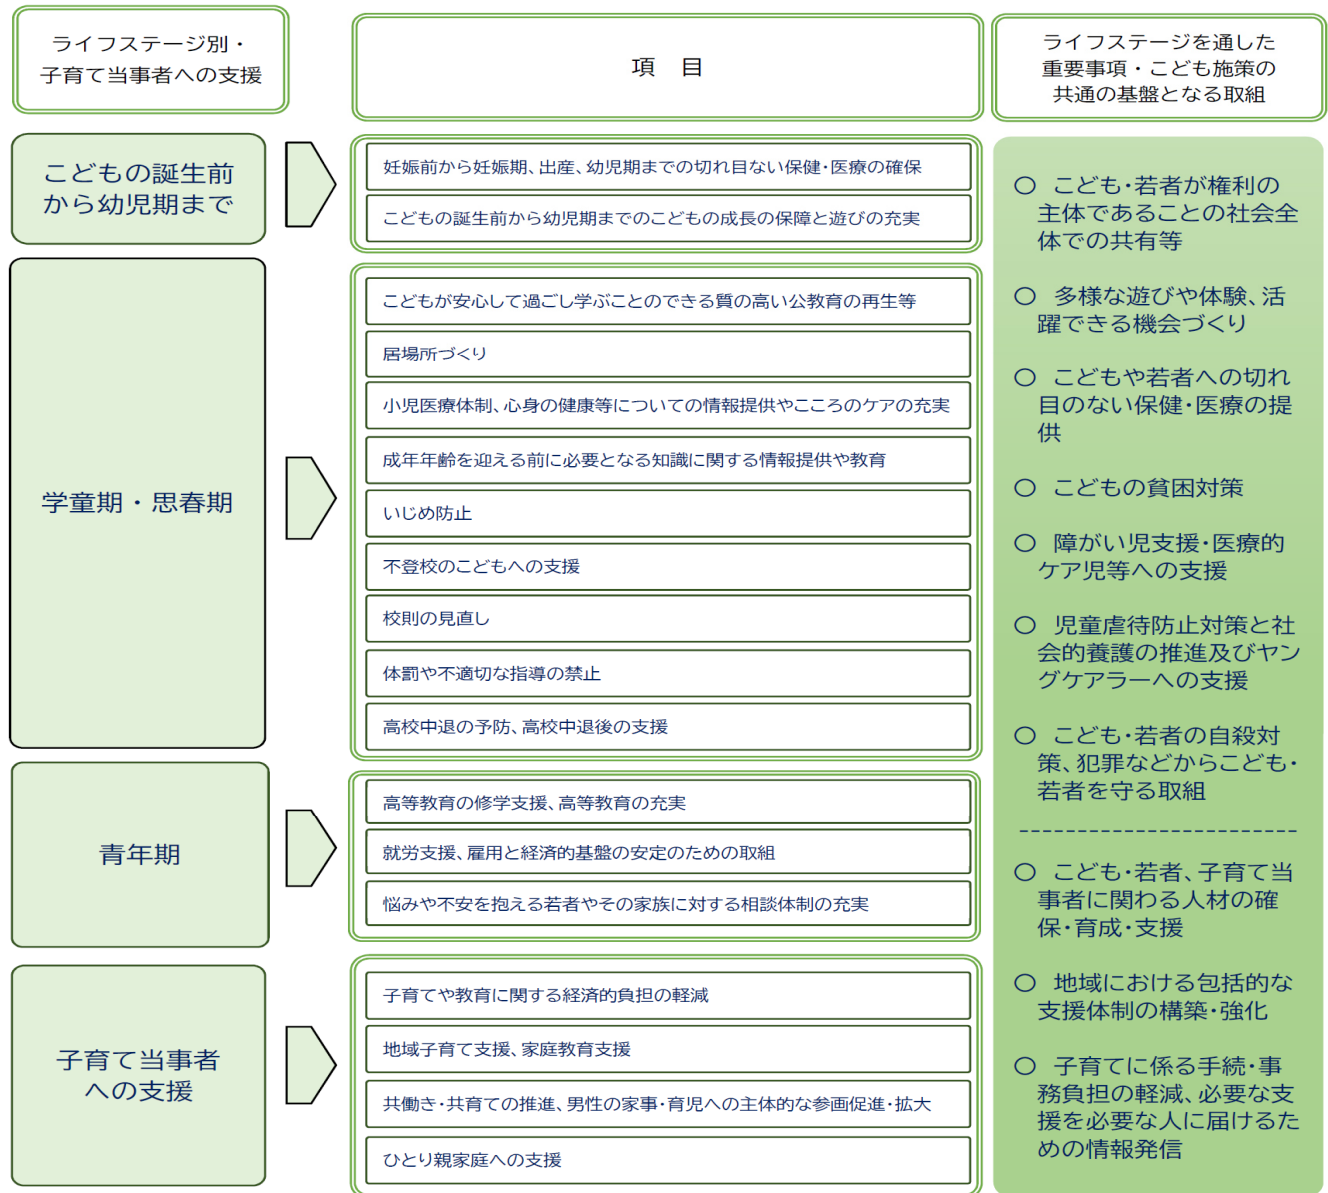 ライフステージ別・
子育て当事者への支援
項　目
ライフステージを通した
重要事項・こども施策の
共通の基盤となる取組
こどもの誕生前
から幼児期まで
妊娠前から妊娠期、出産、幼児期までの切れ目ない保健・医療の確保
こどもの誕生前から幼児期までのこどもの成長の保障と遊びの充実
学童期・思春期
こどもが安心して過ごし学ぶことのできる質の高い公教育の再生等
居場所づくり
小児医療体制、心身の健康等についての情報提供やこころのケアの充実
成年年齢を迎える前に必要となる知識に関する情報提供や教育
いじめ防止
不登校のこどもへの支援
校則の見直し
体罰や不適切な指導の禁止
高校中退の予防、高校中退後の支援
青年期
高等教育の修学支援、高等教育の充実
就労支援、雇用と経済的基盤の安定のための取組
悩みや不安を抱える若者やその家族に対する相談体制の充実
子育て当事者
への支援
子育てや教育に関する経済的負担の軽減
地域子育て支援、家庭教育支援
共働き・共育ての推進、男性の家事・育児への主体的な参画促進・拡大
ひとり親家庭への支援
○ こども・若者が権利の
主体であることの社会全
体での共有等
○ 多様な遊びや体験、活
躍できる機会づくり
○ こどもや若者への切れ
目のない保健・医療の提
供
○ こどもの貧困対策
○ 障がい児支援・医療的
ケア児等への支援
○ 児童虐待防止対策と社
会的養護の推進及びヤン
グケアラーへの支援
○ こども・若者の自殺対
策、犯罪などからこども・
若者を守る取組
○ こども・若者、子育て当
事者に関わる人材の確
保・育成・支援
○ 地域における包括的な
支援体制の構築・強化
○ 子育てに係る手続・事
務負担の軽減、必要な支
援を必要な人に届けるた
めの情報発信